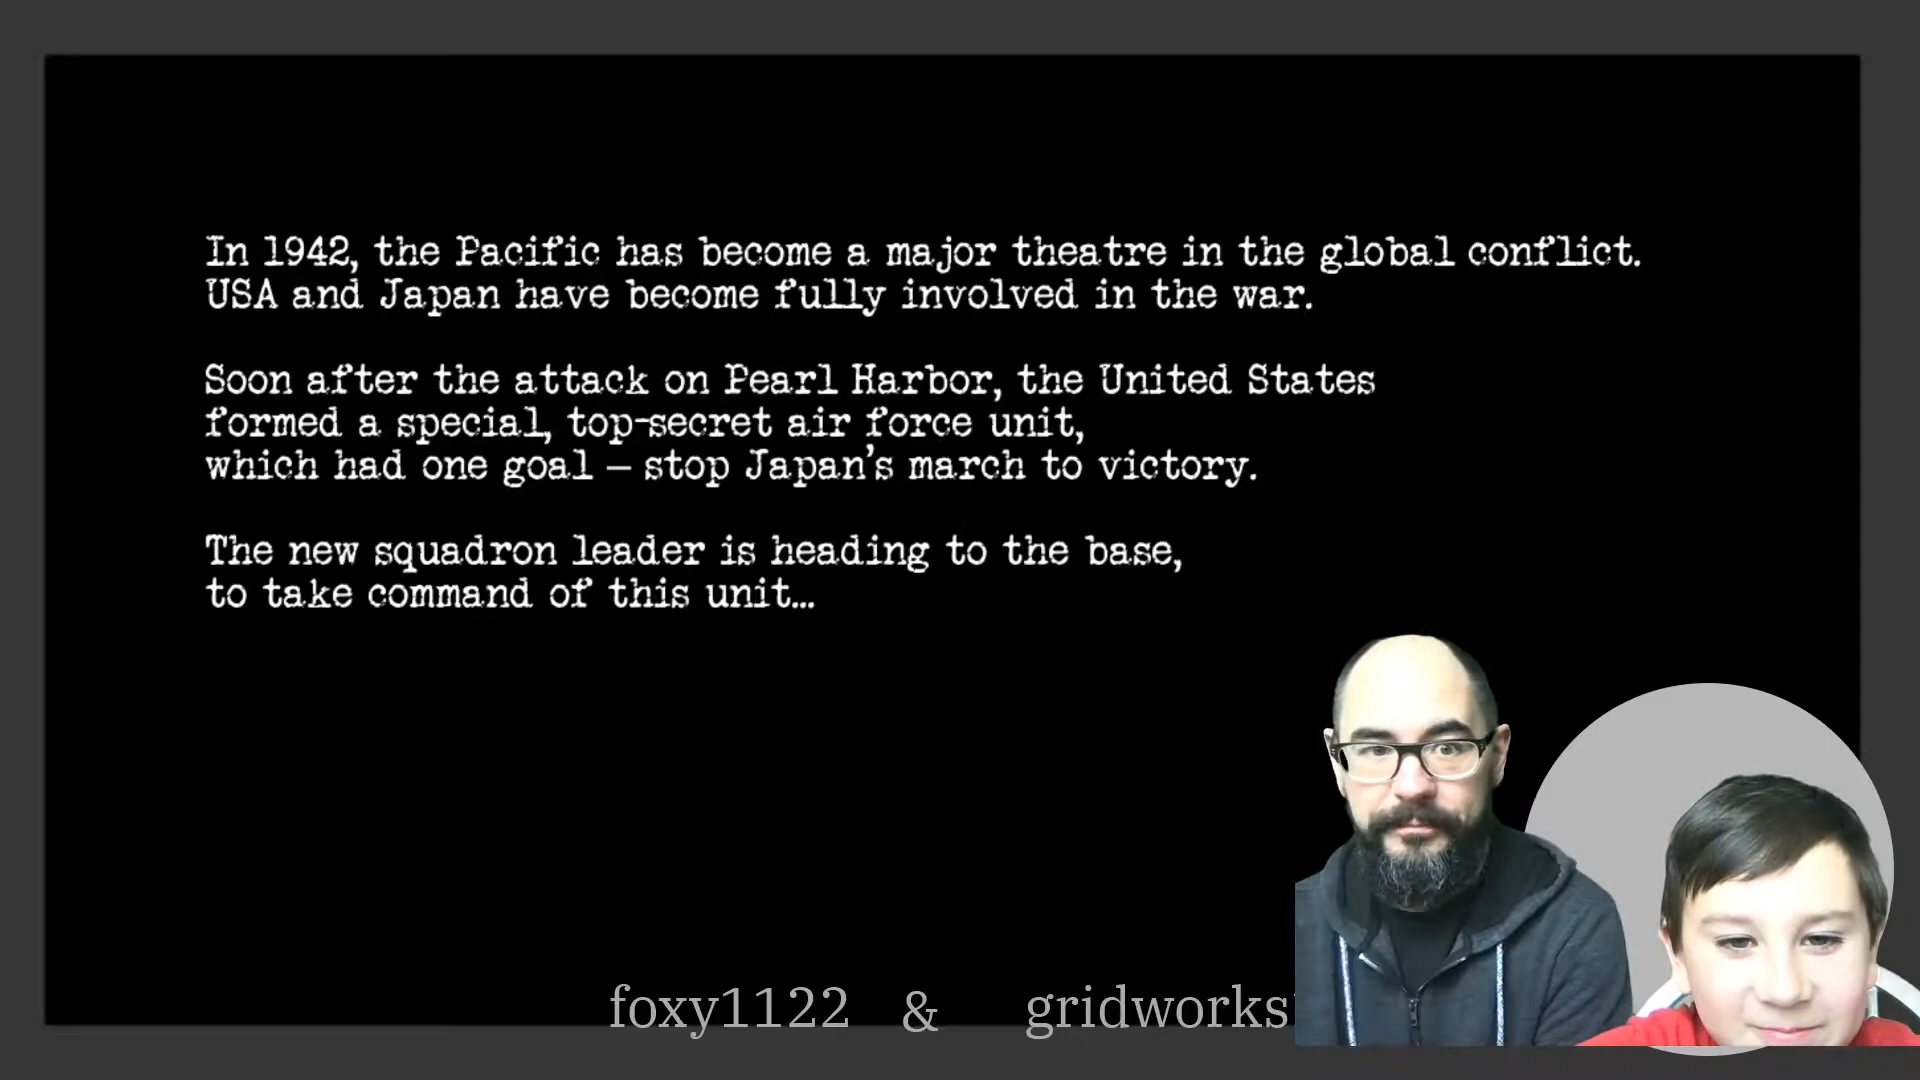 In 1942, the Pacific has become a major theatre in the global conflict.
USA and Japan have become fully involved in the war.
Soon after the attack on Pearl Harbor, the United States
formed a special, top-secret air force unit,
which had one goal – stop Japan's march to victory.
The new squadron leader is heading to the base,
to take command of this unit...
foxy1122 & gridworks